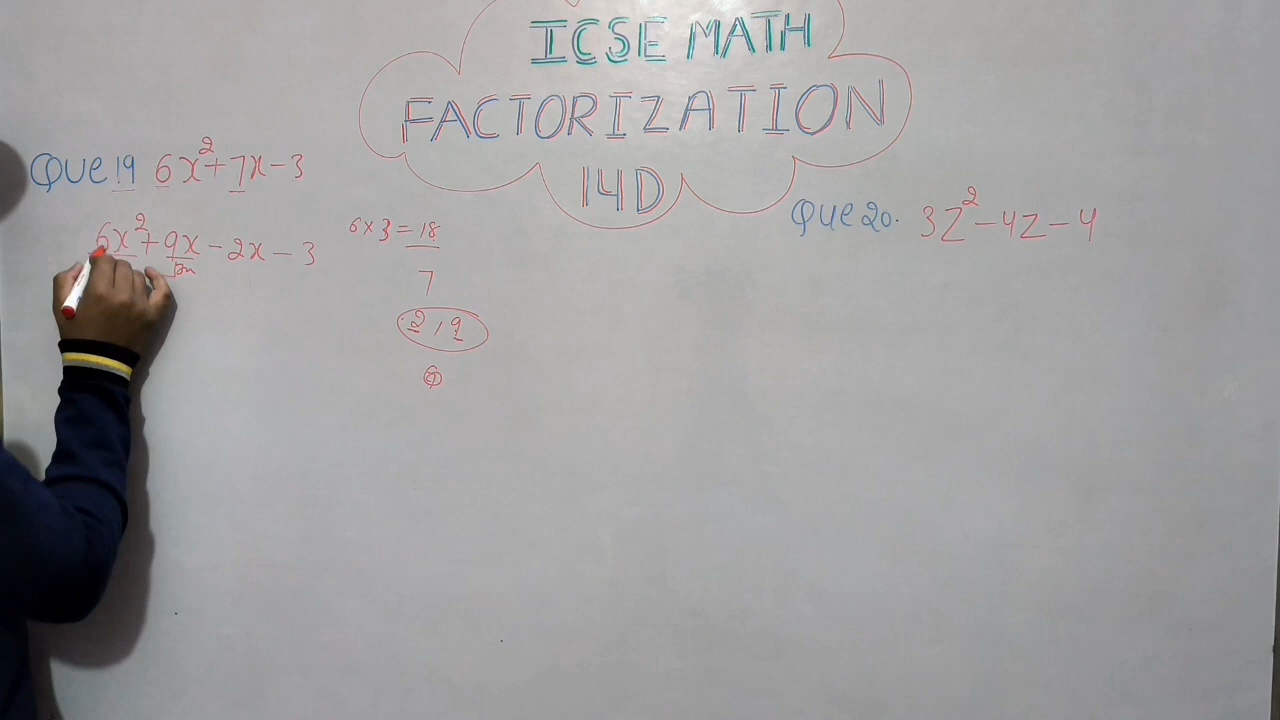 ICSE MATH
FACTORIZATION
14D
QUE 19 6x² + 7x - 3
6x² + 9x - 2x - 3
6 × 3 = 18
7
2, 9
QUE 20. 3Z² - 4Z - 4